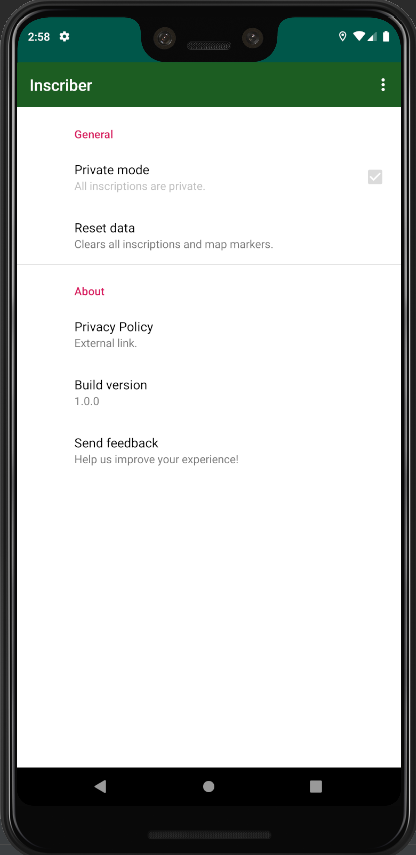 2:58
Inscriber
General
Private mode
All inscriptions are private.
Reset data
Clears all inscriptions and map markers.
About
Privacy Policy
External link.
Build version
1.0.0
Send feedback
Help us improve your experience!